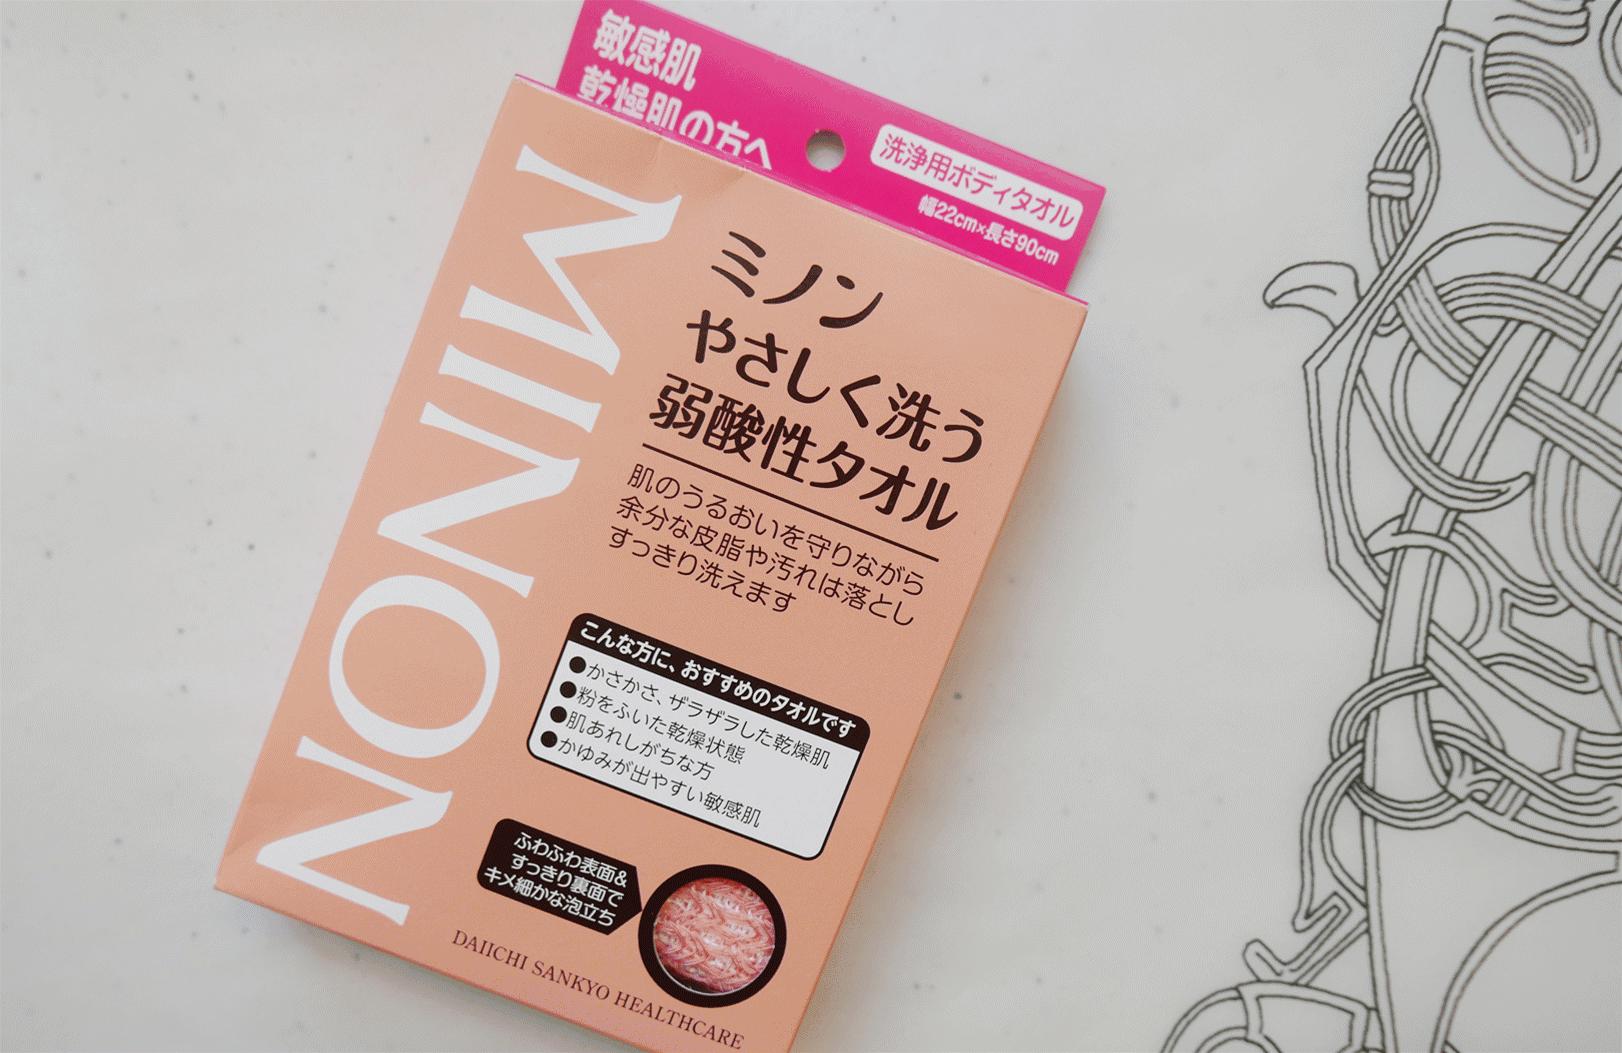 敏感肌
乾燥肌の方へ
洗浄用ボディタオル
幅22cm×長さ90cm
MINON
ミノン
やさしく洗う
弱酸性タオル
肌のうるおいを守りながら
余分な皮脂や汚れは落とし
すっきり洗えます
こんな方に、おすすめのタオルです
●かさかさ、ザラザラした乾燥肌
●粉をふいた乾燥状態
●肌あれしがちな方
●かゆみが出やすい敏感肌
ふわふわ表面&
すっきり裏面で
キメ細かな泡立ち
DAIICHI SANKYO HEALTHCARE